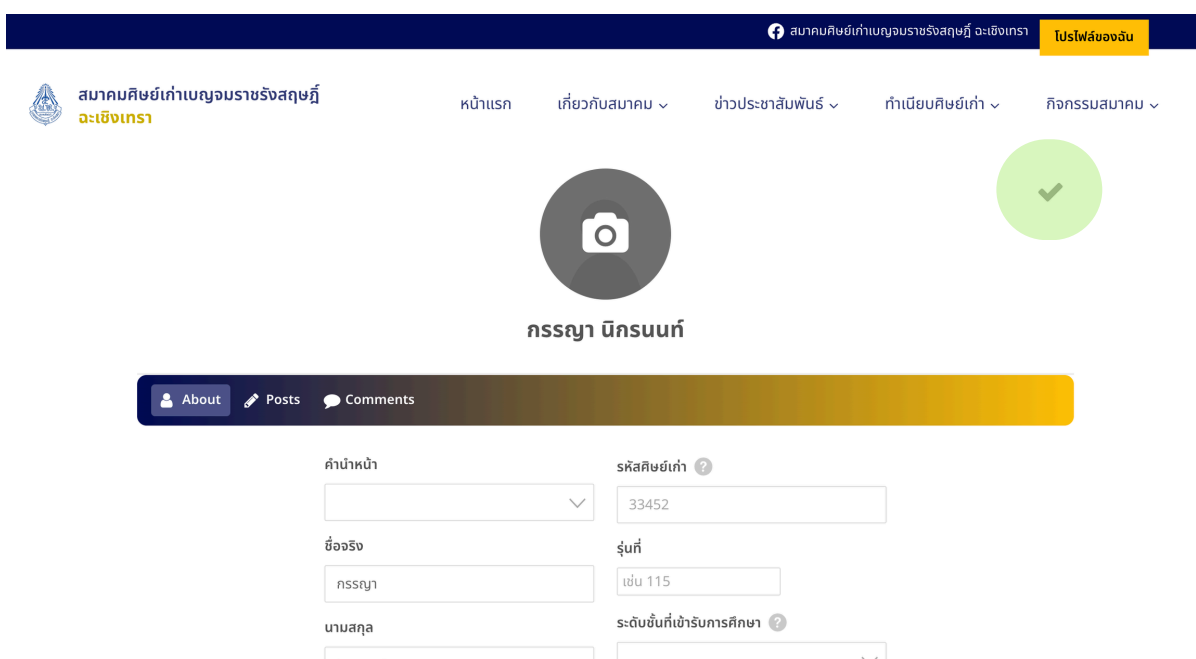 สมาคมศิษย์เก่าเบญจมราชรังสฤษฎิ์ ฉะเชิงเทรา
โปรไฟล์ของฉัน
สมาคมศิษย์เก่าเบญจมราชรังสฤษฎิ์
ฉะเชิงเทรา
หน้าแรก เกี่ยวกับสมาคม ข่าวประชาสัมพันธ์ ทำเนียบศิษย์เก่า กิจกรรมสมาคม
กรรญา นิกรนนท์
About Posts Comments
คำนำหน้า
รหัสศิษย์เก่า ?
33452
ชื่อจริง
รุ่นที่
กรรญา
เช่น 115
นามสกุล
ระดับชั้นที่เข้ารับการศึกษา ?